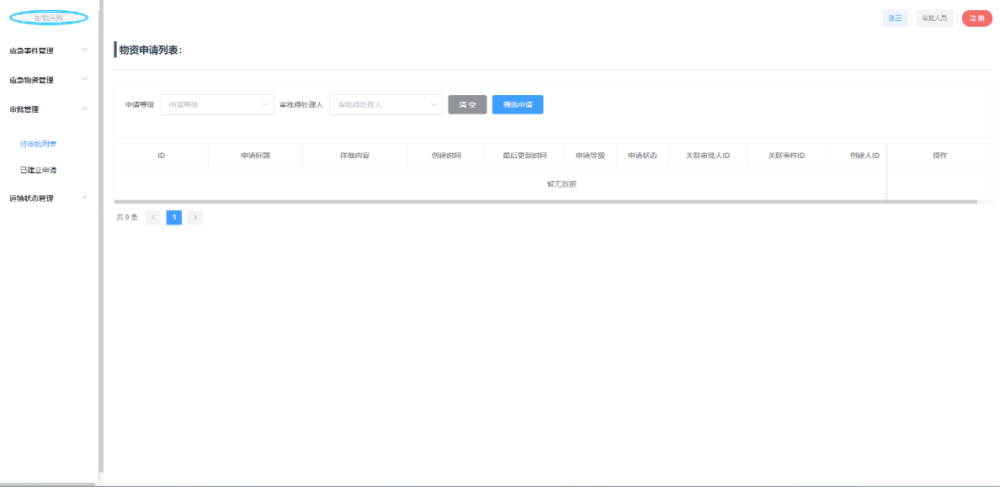 加载失败
张三
审批人员
注 销
应急事件管理
应急物资管理
审批管理
待审批列表
已建立申请
运输状态管理
物资申请列表：
申请等级 申请等级 审批待处理人 审批待处理人 清 空 筛选申请
ID 申请标题 详细内容 创建时间 最后更新时间 申请等级 申请状态 关联审批人ID 关联事件ID 创建人ID 操作
暂无数据
共 0 条 1